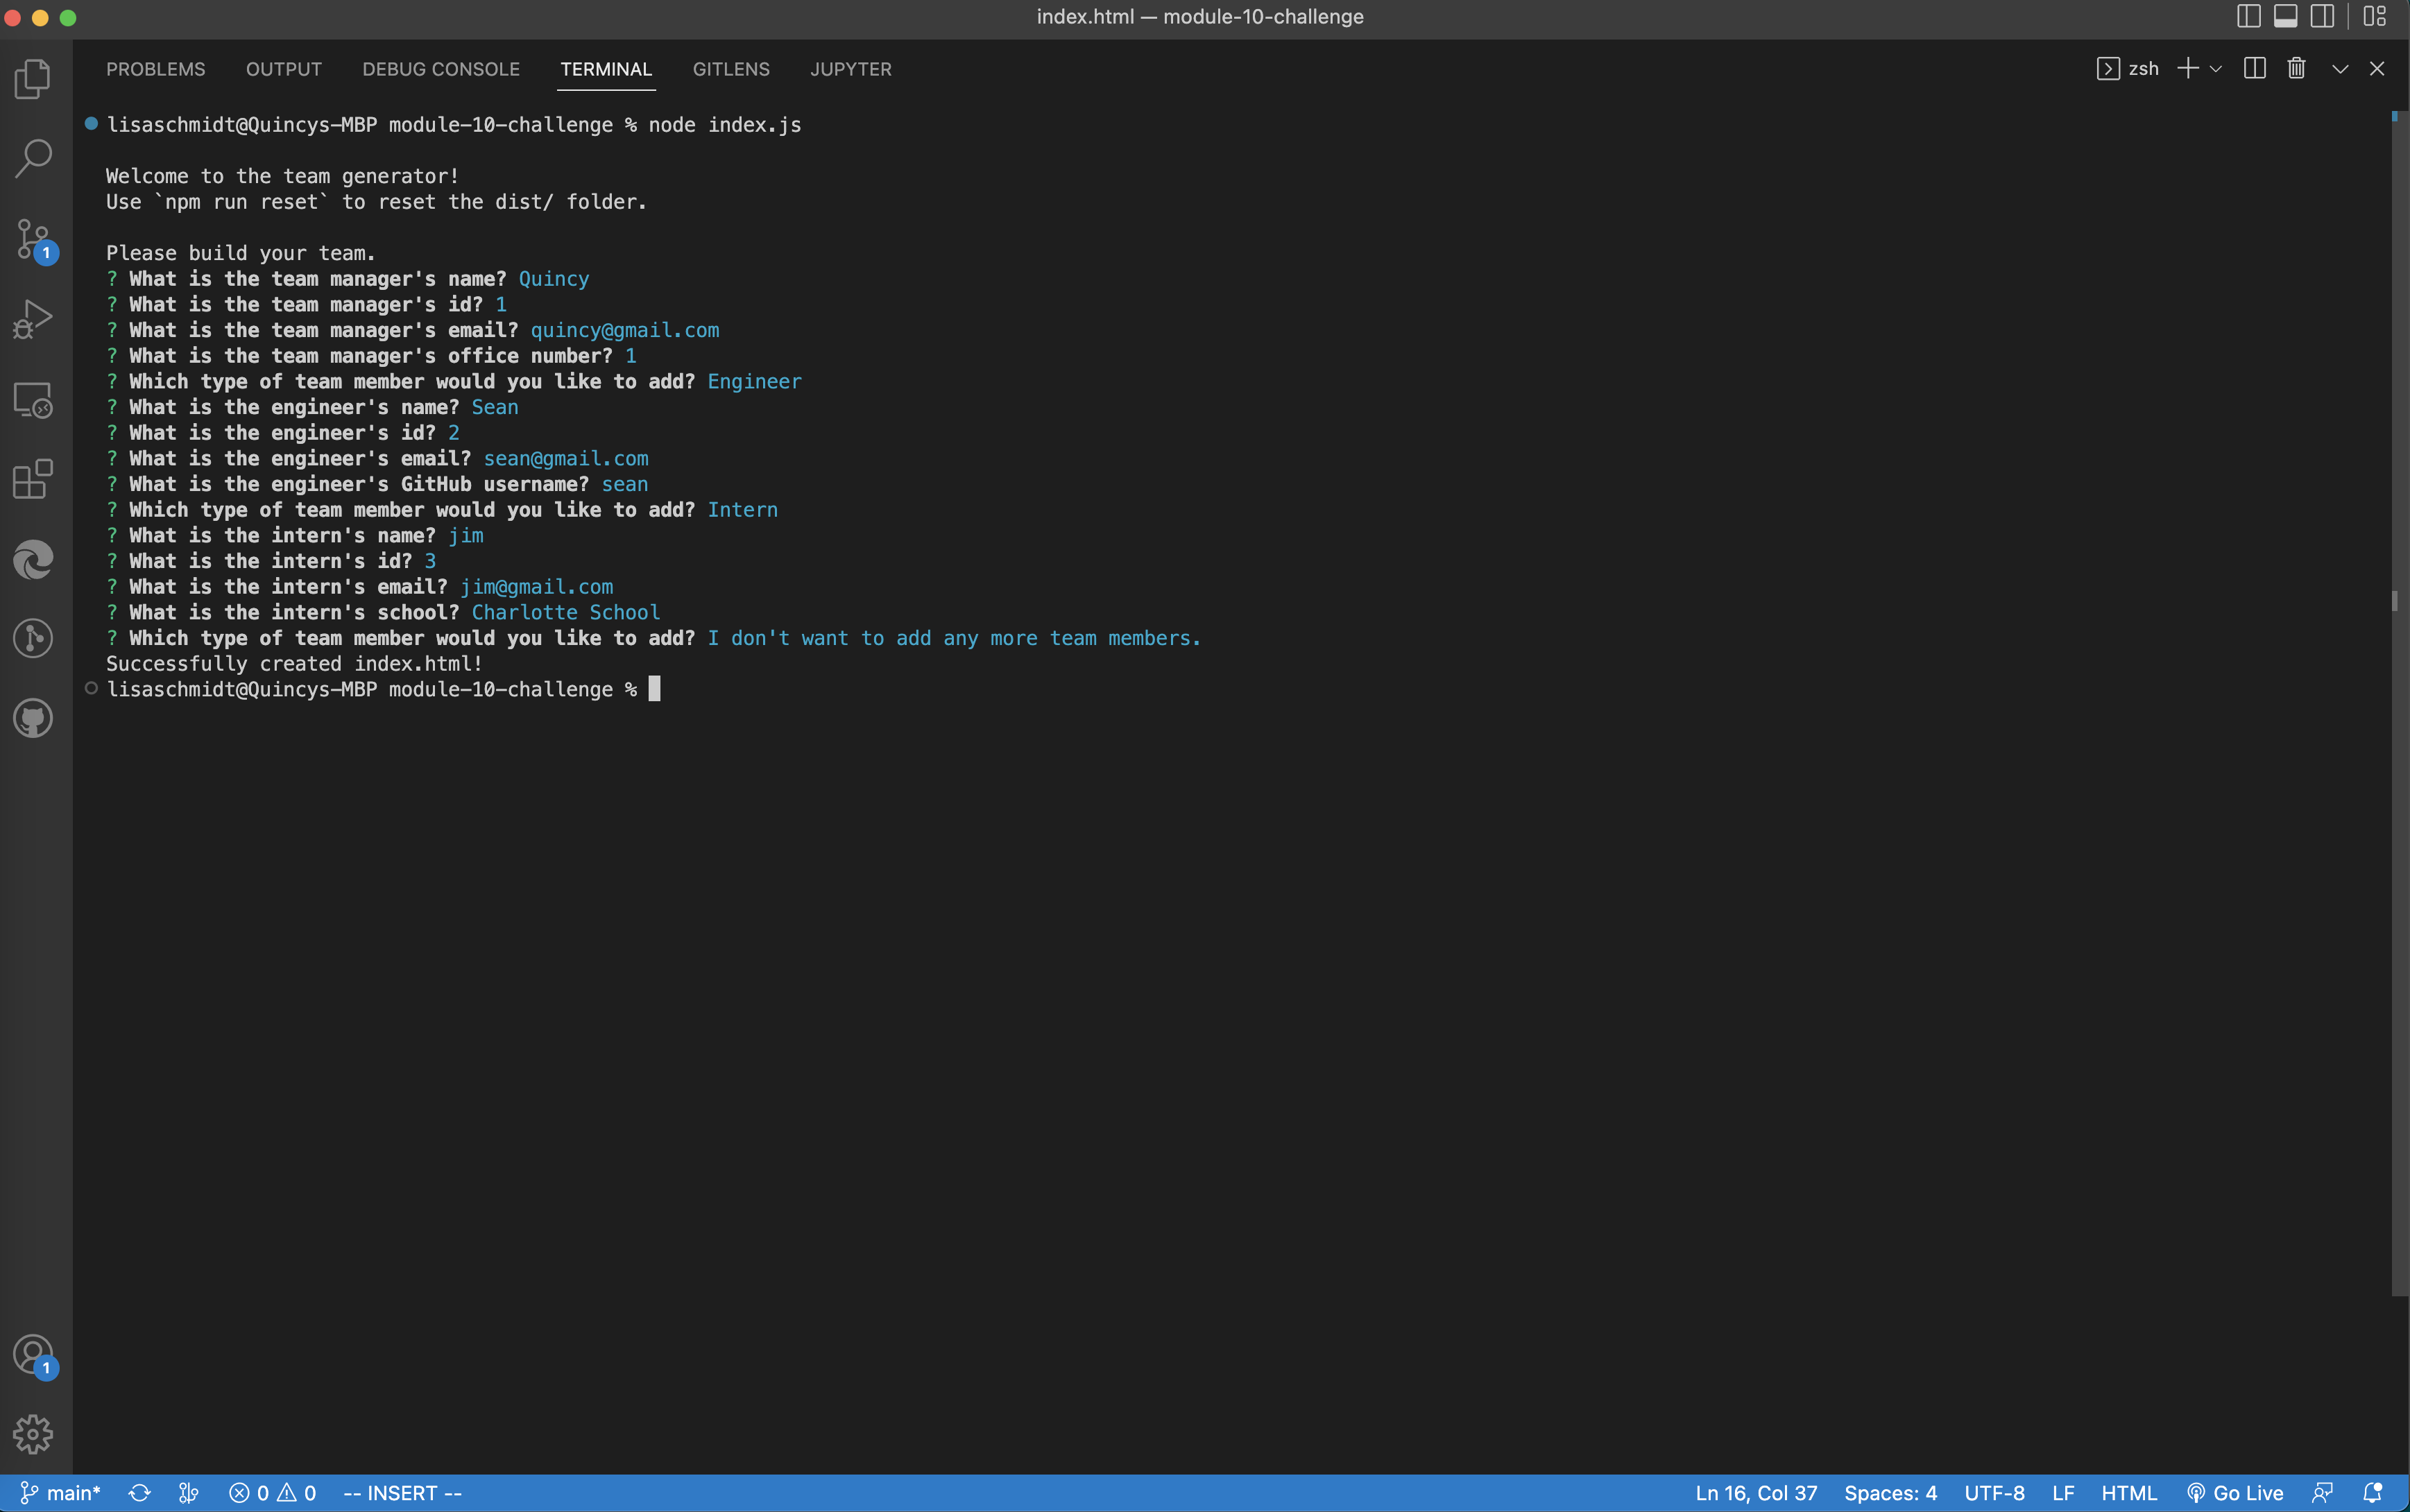 index.html — module-10-challenge
PROBLEMS OUTPUT DEBUG CONSOLE TERMINAL GITLENS JUPYTER zsh
lisaschmidt@Quincys-MBP module-10-challenge % node index.js
Welcome to the team generator!
Use `npm run reset` to reset the dist/ folder.
Please build your team.
? What is the team manager's name? Quincy
? What is the team manager's id? 1
? What is the team manager's email? quincy@gmail.com
? What is the team manager's office number? 1
? Which type of team member would you like to add? Engineer
? What is the engineer's name? Sean
? What is the engineer's id? 2
? What is the engineer's email? sean@gmail.com
? What is the engineer's GitHub username? sean
? Which type of team member would you like to add? Intern
? What is the intern's name? jim
? What is the intern's id? 3
? What is the intern's email? jim@gmail.com
? What is the intern's school? Charlotte School
? Which type of team member would you like to add? I don't want to add any more team members.
Successfully created index.html!
lisaschmidt@Quincys-MBP module-10-challenge %
1
1
main* 0 0 -- INSERT -- Ln 16, Col 37 Spaces: 4 UTF-8 LF HTML Go Live